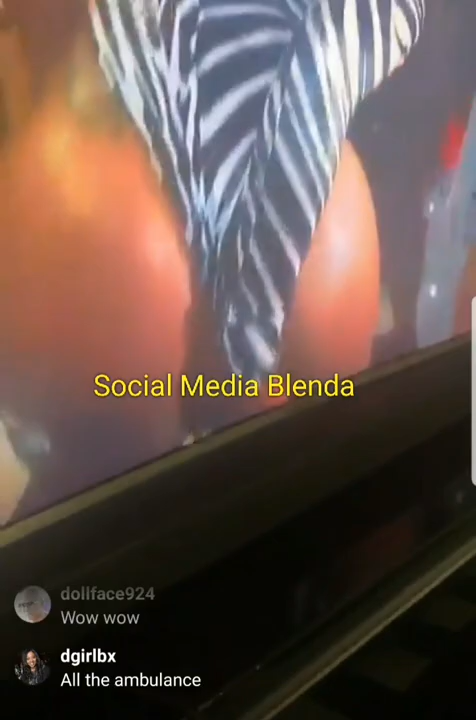 Social Media Blenda
dollface924
Wow wow
dgirlbx
All the ambulance